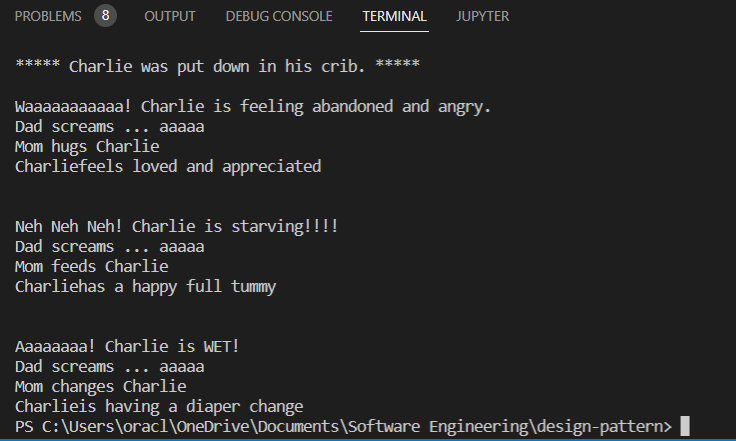 PROBLEMS 8 OUTPUT DEBUG CONSOLE TERMINAL JUPYTER
***** Charlie was put down in his crib. *****
Waaaaaaaaaaa! Charlie is feeling abandoned and angry.
Dad screams ... aaaaa
Mom hugs Charlie
Charliefeels loved and appreciated
Neh Neh Neh! Charlie is starving!!!!
Dad screams ... aaaaa
Mom feeds Charlie
Charliehas a happy full tummy
Aaaaaaaa! Charlie is WET!
Dad screams ... aaaaa
Mom changes Charlie
Charlieis having a diaper change
PS C:\Users\oracl\OneDrive\Documents\Software Engineering\design-pattern>